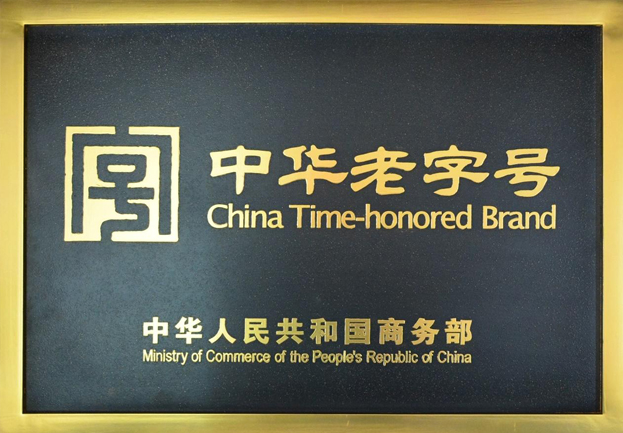 中华老字号
China Time-honored Brand
中华人民共和国商务部
Ministry of Commerce of the People's Republic of China